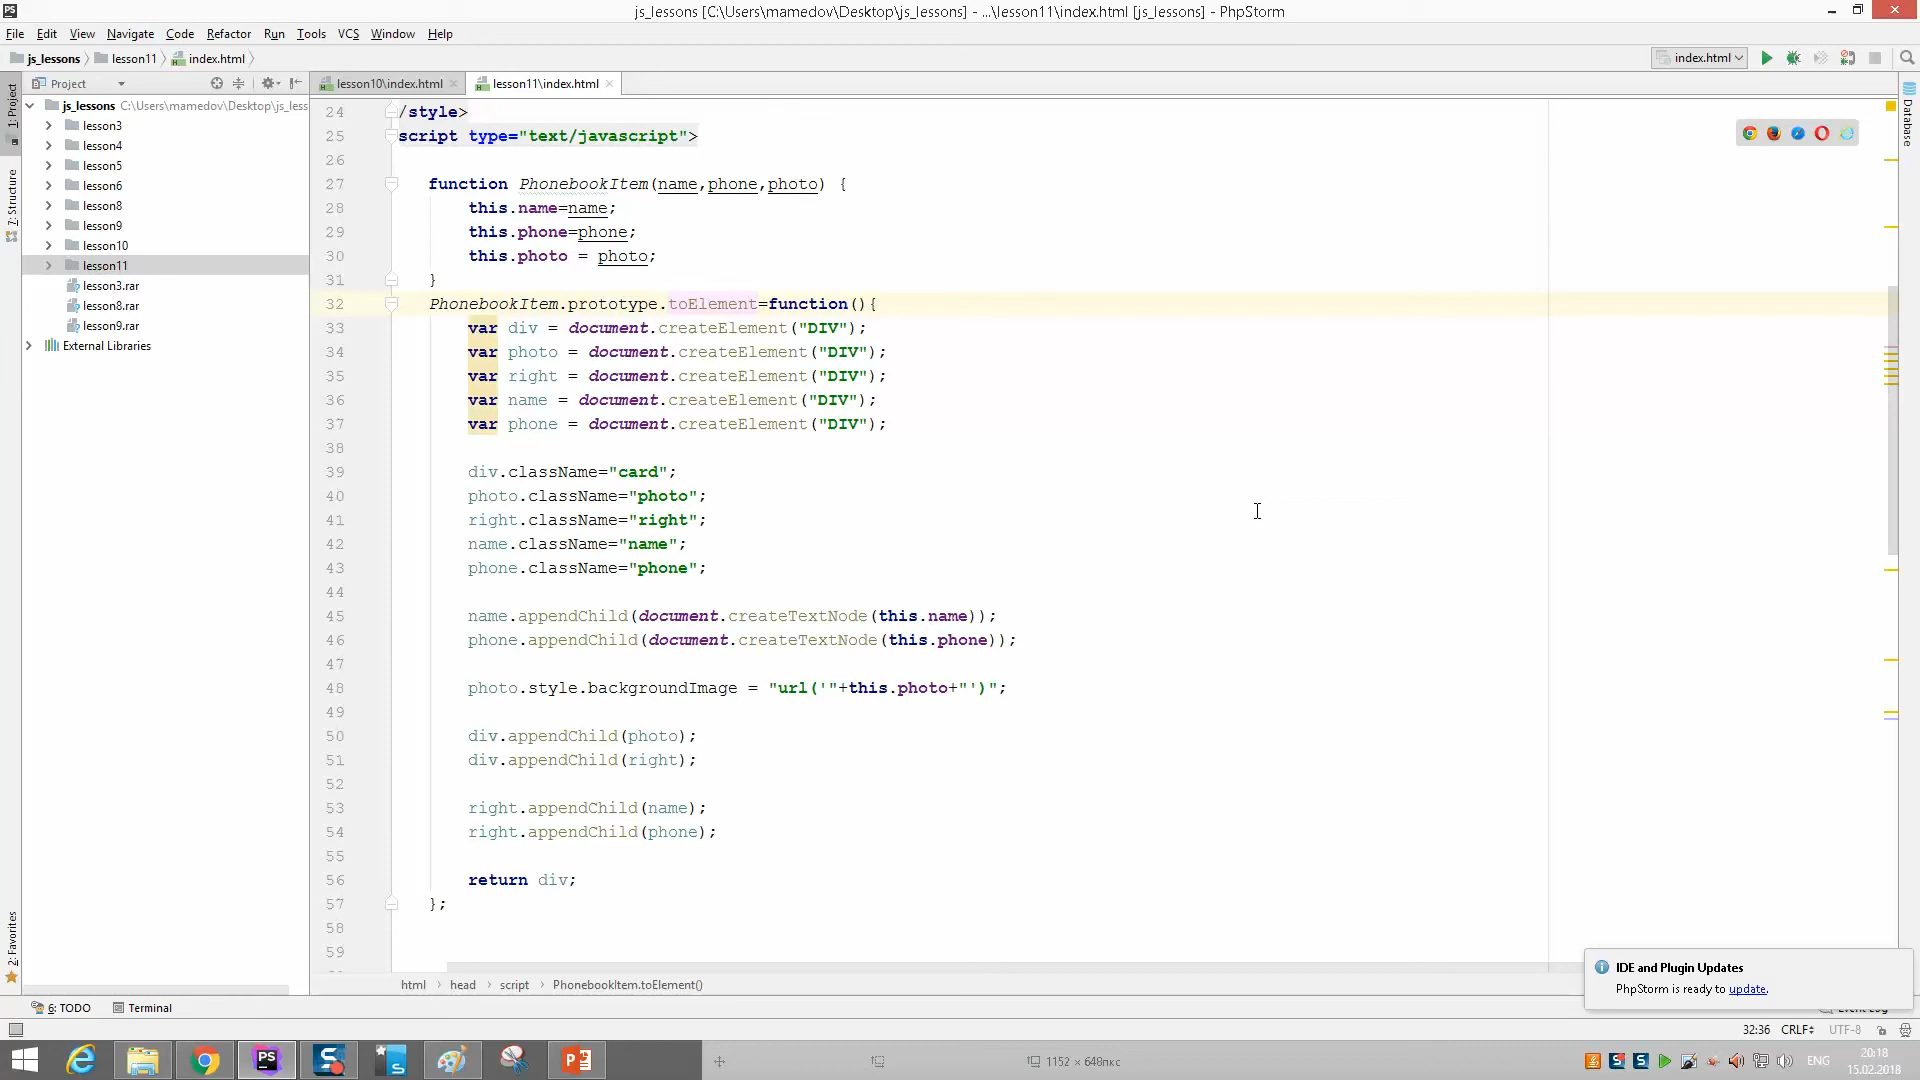 js_lessons [C:\Users\mamedov\Desktop\js_lessons] - ...\lesson11\index.html [js_lessons] - PhpStorm
File Edit View Navigate Code Refactor Run Tools VCS Window Help
js_lessons lesson11 index.html
index.html
Project
lesson10\index.html
lesson11\index.html
1: Project
7: Structure
2: Favorites
Database
js_lessons C:\Users\mamedov\Desktop\js_less
lesson3
lesson4
lesson5
lesson6
lesson8
lesson9
lesson10
lesson11
lesson3.rar
lesson8.rar
lesson9.rar
External Libraries
24 /style>
25 script type="text/javascript">
26
27 function PhonebookItem(name,phone,photo) {
28 this.name=name;
29 this.phone=phone;
30 this.photo = photo;
31 }
32 PhonebookItem.prototype.toElement=function(){
33 var div = document.createElement("DIV");
34 var photo = document.createElement("DIV");
35 var right = document.createElement("DIV");
36 var name = document.createElement("DIV");
37 var phone = document.createElement("DIV");
38
39 div.className="card";
40 photo.className="photo";
41 right.className="right";
42 name.className="name";
43 phone.className="phone";
44
45 name.appendChild(document.createTextNode(this.name));
46 phone.appendChild(document.createTextNode(this.phone));
47
48 photo.style.backgroundImage = "url('"+this.photo+"')";
49
50 div.appendChild(photo);
51 div.appendChild(right);
52
53 right.appendChild(name);
54 right.appendChild(phone);
55
56 return div;
57 };
58
59
html head script PhonebookItem.toElement()
IDE and Plugin Updates
PhpStorm is ready to update.
6: TODO Terminal
32:36 CRLF UTF-8
1152 × 648пкс
ENG
20:18
15.02.2018